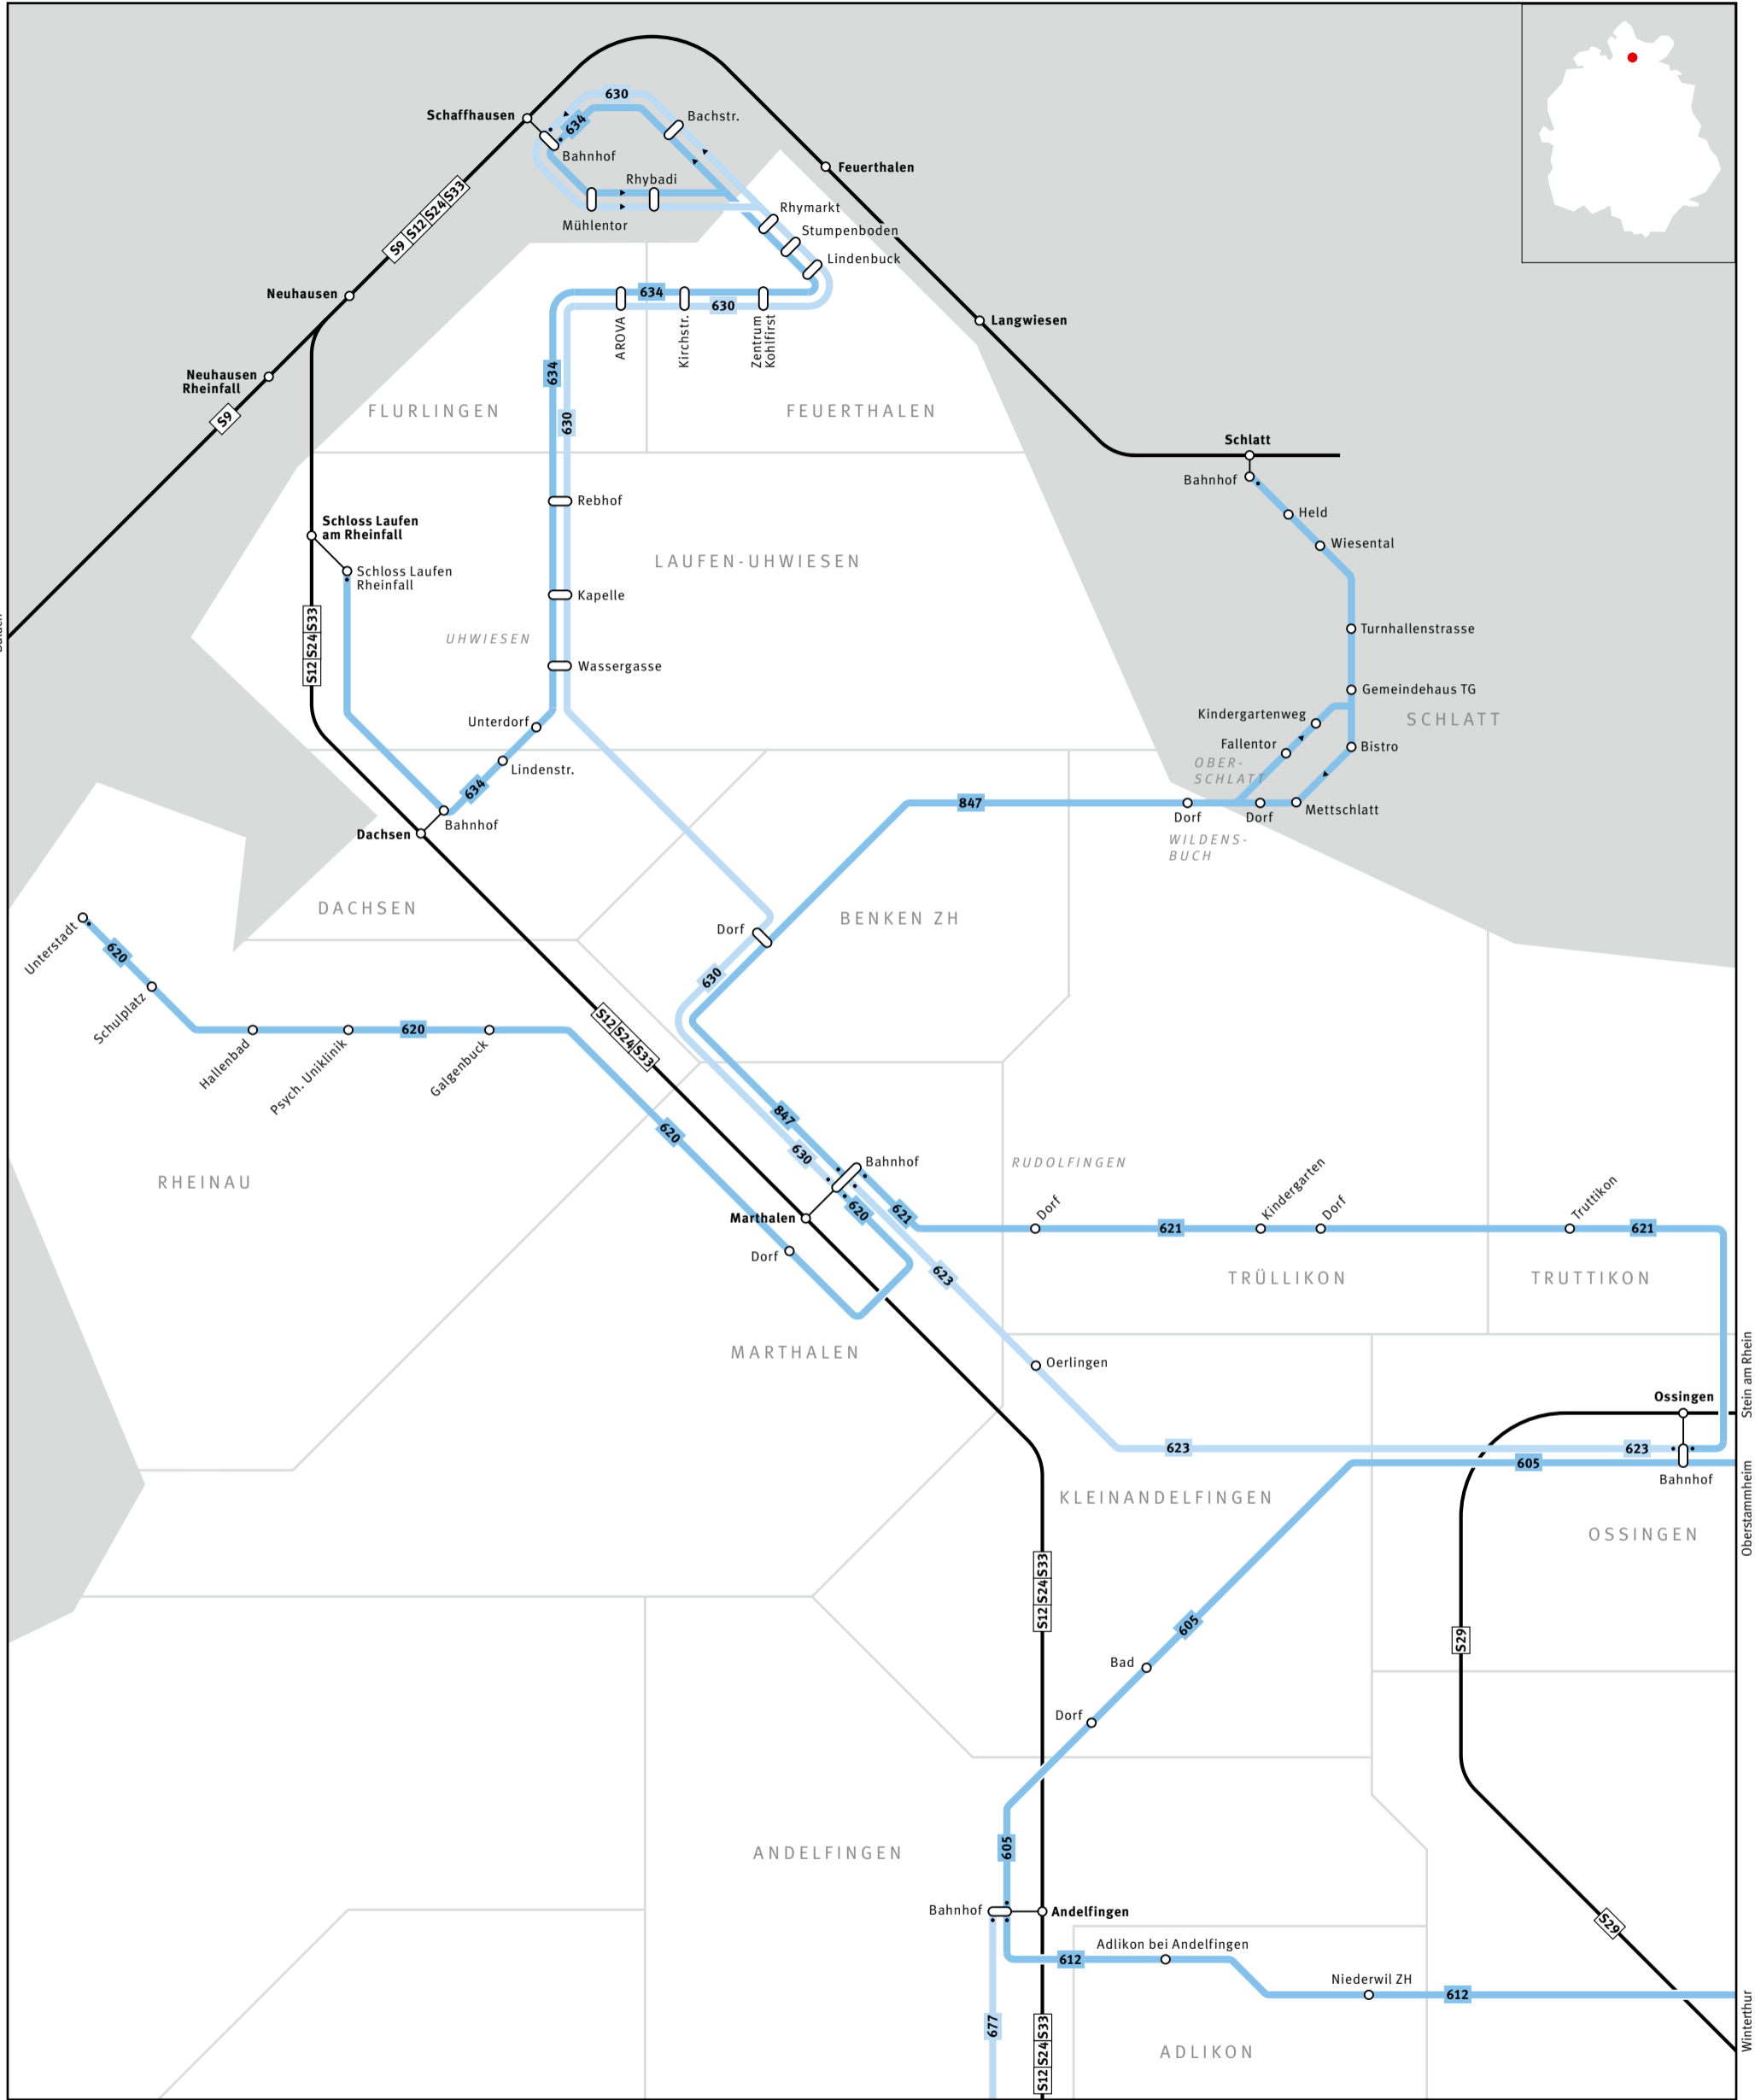 630
Schaffhausen
634
Bachstr.
Bahnhof
Feuerthalen
Rhybadi
S9 S12 S24 S33
Mühlentor
Rhymarkt
Stumpenboden
Lindenbuck
Neuhausen
634
630
Langwiesen
AROVA
Kirchstr.
Zentrum
Kohlfirst
Neuhausen
Rheinfall
634
S9
630
FLURLINGEN
FEUERTHALEN
Schlatt
Bahnhof
Rebhof
Held
Schloss Laufen
am Rheinfall
Wiesental
LAUFEN-UHWIESEN
Schloss Laufen
Rheinfall
Kapelle
S12 S24 S33
UHWIESEN
Turnhallenstrasse
Wassergasse
Gemeindehaus TG
Kindergartenweg
SCHLATT
Unterdorf
Fallentor
Bistro
OBER-
SCHLATT
Lindenstr.
634
847
Bahnhof
Dachsen
Dorf
Dorf
Mettschlatt
WILDENS-
BUCH
DACHSEN
BENKEN ZH
Dorf
Unterstadt
620
630
Schulplatz
620
S12 S24 S33
Hallenbad
Psych. Uniklinik
Galgenbuck
847
620
630
Bahnhof
RUDOLFINGEN
RHEINAU
Marthalen
620
621
Dorf
621
Kindergarten
Dorf
Truttikon
621
Dorf
623
TRÜLLIKON
TRUTTIKON
MARTHALEN
Oerlingen
Stein am Rhein
Ossingen
623
623
605
Bahnhof
KLEINANDELFINGEN
Oberstammheim
OSSINGEN
S12 S24 S33
605
S29
Bad
Dorf
605
ANDELFINGEN
Bahnhof
Andelfingen
S29
Adlikon bei Andelfingen
612
Niederwil ZH
612
677
S12 S24 S33
ADLIKON
Winterthur